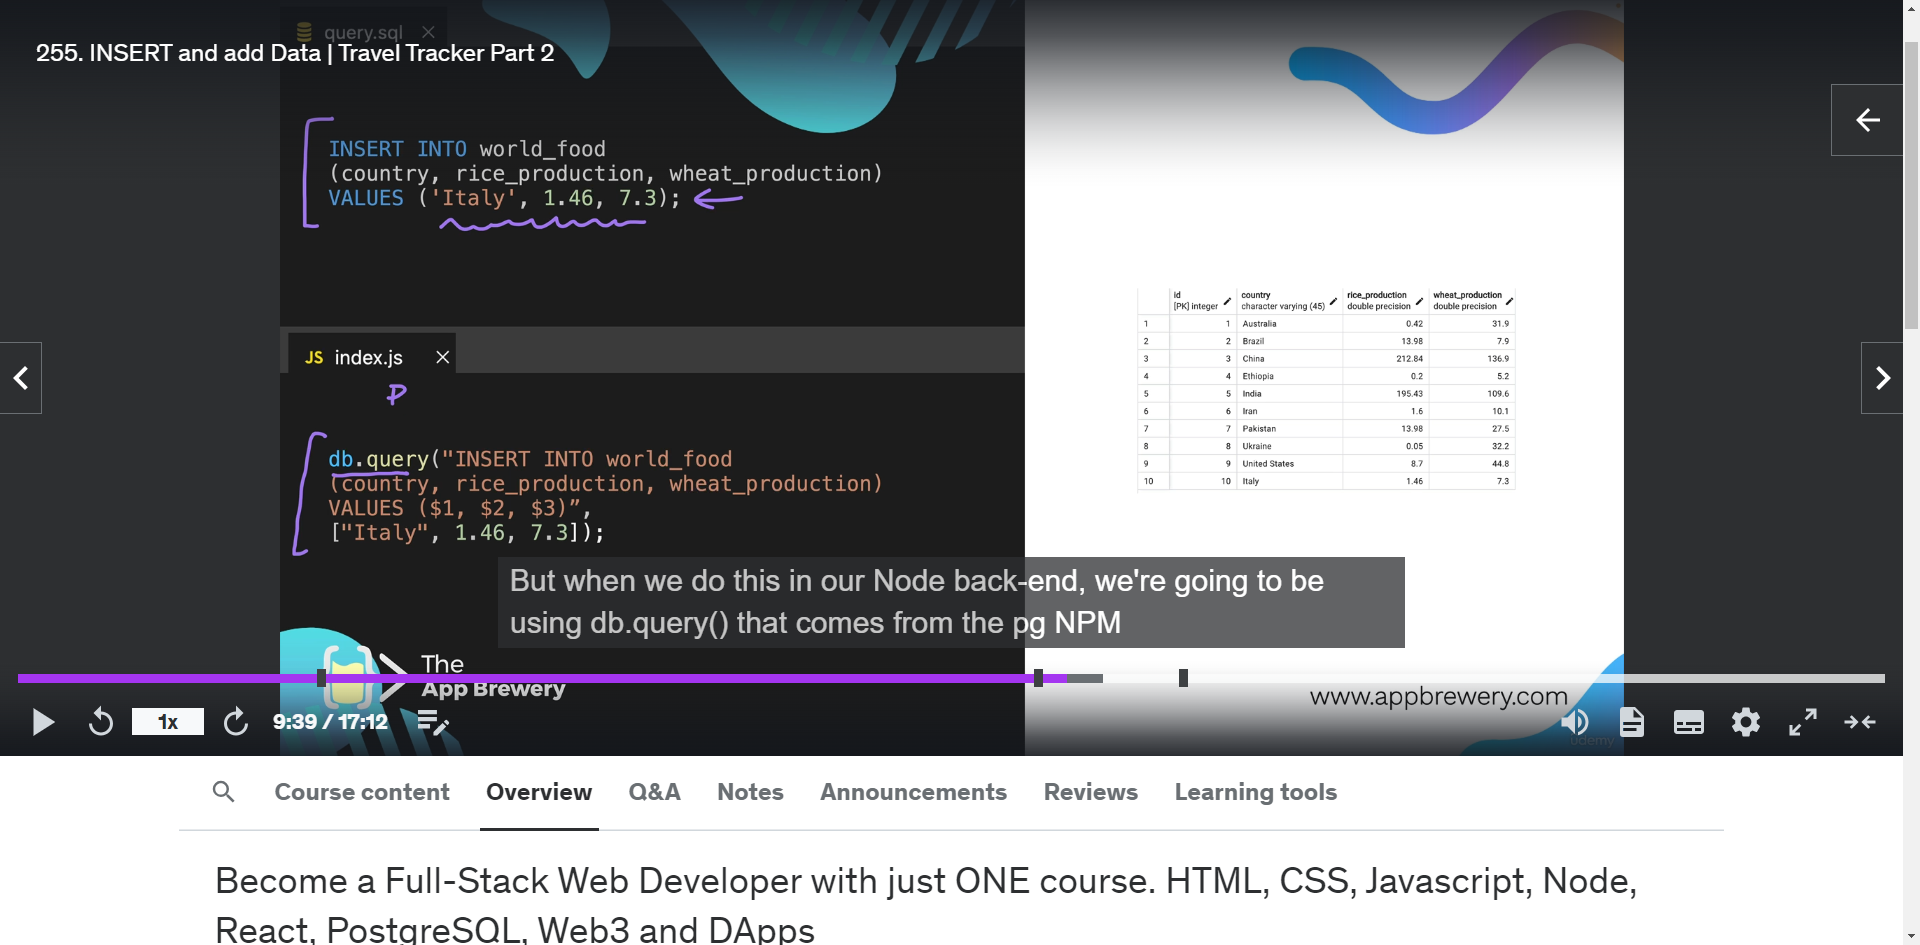 query.sql
255. INSERT and add Data | Travel Tracker Part 2
INSERT INTO world_food
(country, rice_production, wheat_production)
VALUES ('Italy', 1.46, 7.3);
JS index.js
P
db.query("INSERT INTO world_food
(country, rice_production, wheat_production)
VALUES ($1, $2, $3)”,
["Italy", 1.46, 7.3]);
id country rice_production wheat_production
[PK] integer character varying (45) double precision double precision
1 1 Australia 0.42 31.9
2 2 Brazil 13.98 7.9
3 3 China 212.84 136.9
4 4 Ethiopia 0.2 5.2
5 5 India 195.43 109.6
6 6 Iran 1.6 10.1
7 7 Pakistan 13.98 27.5
8 8 Ukraine 0.05 32.2
9 9 United States 8.7 44.8
10 10 Italy 1.46 7.3
But when we do this in our Node back-end, we're going to be
using db.query() that comes from the pg NPM
The
App Brewery
www.appbrewery.com
1x 9:39 / 17:12
udemy
Course content Overview Q&A Notes Announcements Reviews Learning tools
Become a Full-Stack Web Developer with just ONE course. HTML, CSS, Javascript, Node,
React, PostgreSQL, Web3 and DApps